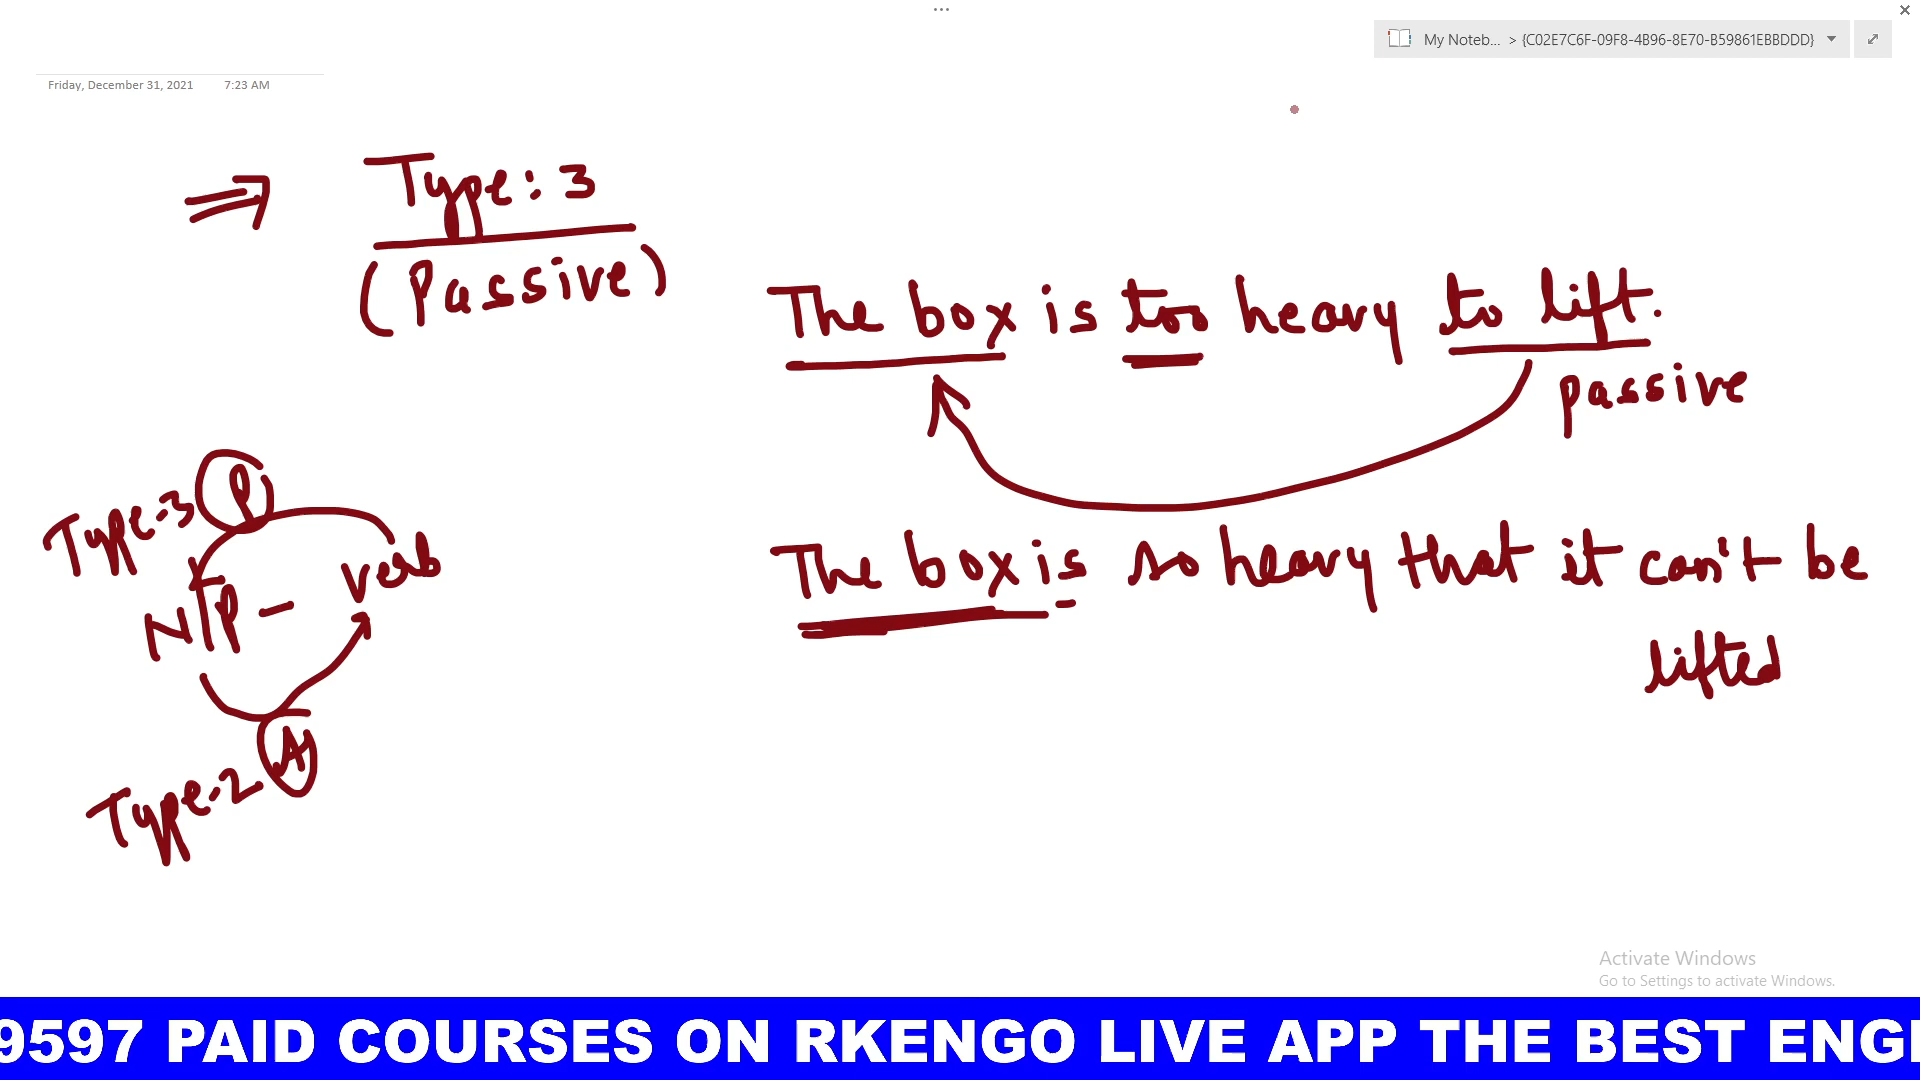 My Noteb... > {C02E7C6F-09F8-4B96-8E70-B59861EBBDDD}
Friday, December 31, 2021 7:23 AM
⇒ Type: 3
(Passive)
The box is too heavy to lift.
passive
Type-3 P
N/P - verb
A
Type-2
The box is so heavy that it can't be
lifted
Activate Windows
Go to Settings to activate Windows.
9597 PAID COURSES ON RKENGO LIVE APP THE BEST ENGI